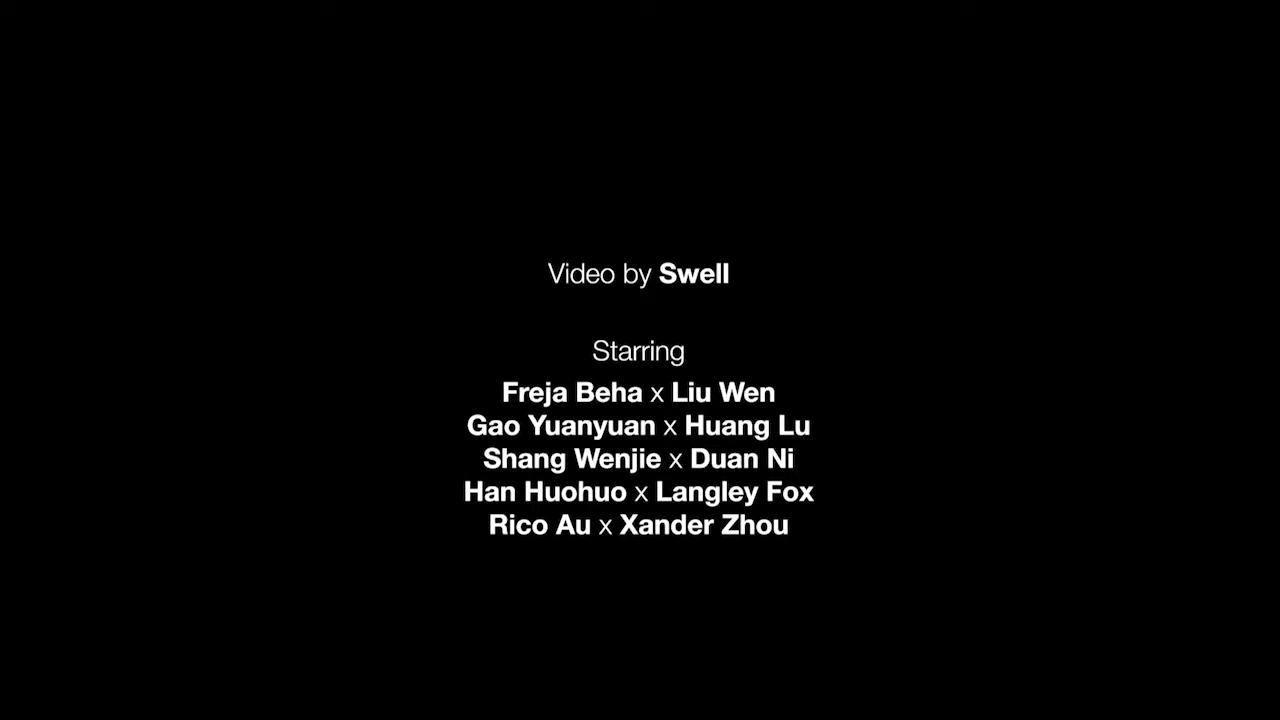 Video by Swell
Starring
Freja Beha x Liu Wen
Gao Yuanyuan x Huang Lu
Shang Wenjie x Duan Ni
Han Huohuo x Langley Fox
Rico Au x Xander Zhou